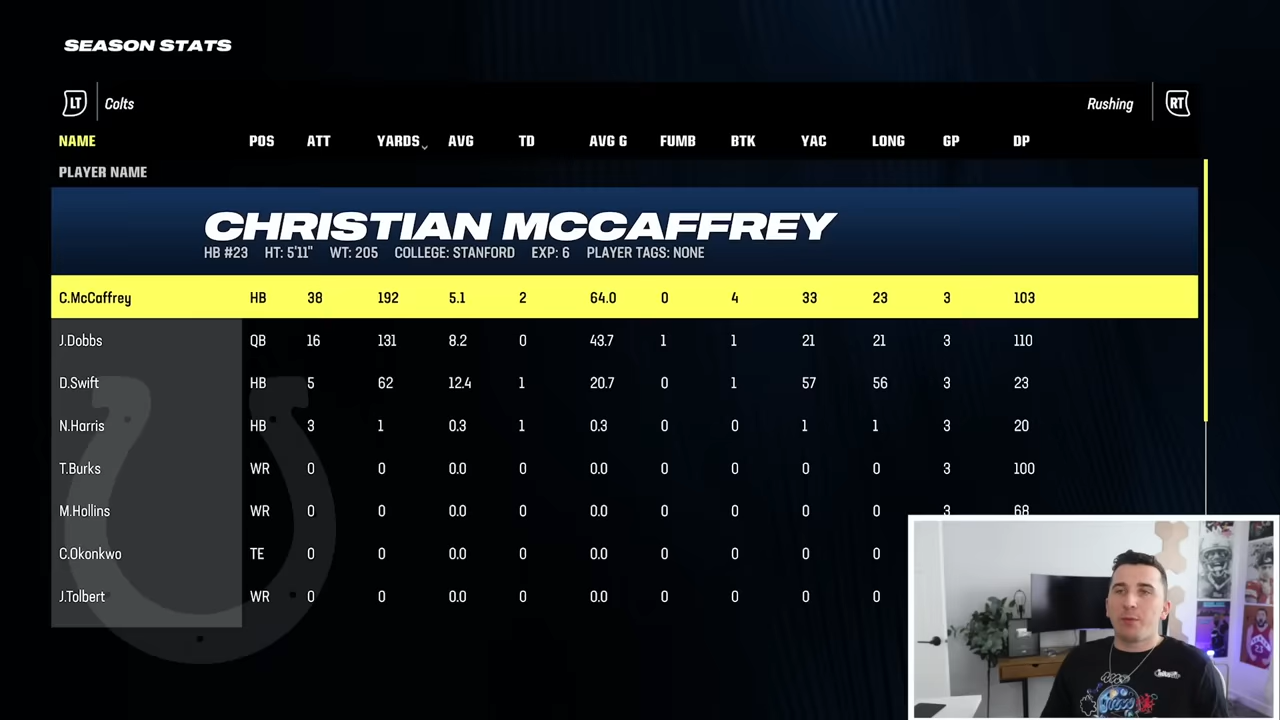 SEASON STATS
LT Colts Rushing RT
NAME POS ATT YARDS AVG TD AVG G FUMB BTK YAC LONG GP DP
PLAYER NAME
CHRISTIAN MCCAFFREY
HB #23 HT: 5'11" WT: 205 COLLEGE: STANFORD EXP: 6 PLAYER TAGS: NONE
C.McCaffrey HB 38 192 5.1 2 64.0 0 4 33 23 3 103
J.Dobbs QB 16 131 8.2 0 43.7 1 1 21 21 3 110
D.Swift HB 5 62 12.4 1 20.7 0 1 57 56 3 23
N.Harris HB 3 1 0.3 1 0.3 0 0 1 1 3 20
T.Burks WR 0 0 0.0 0 0.0 0 0 0 0 3 100
M.Hollins WR 0 0 0.0 0 0.0 0 0 0 0 3 68
C.Okonkwo TE 0 0 0.0 0 0.0 0 0 0 0
J.Tolbert WR 0 0 0.0 0 0.0 0 0 0 0